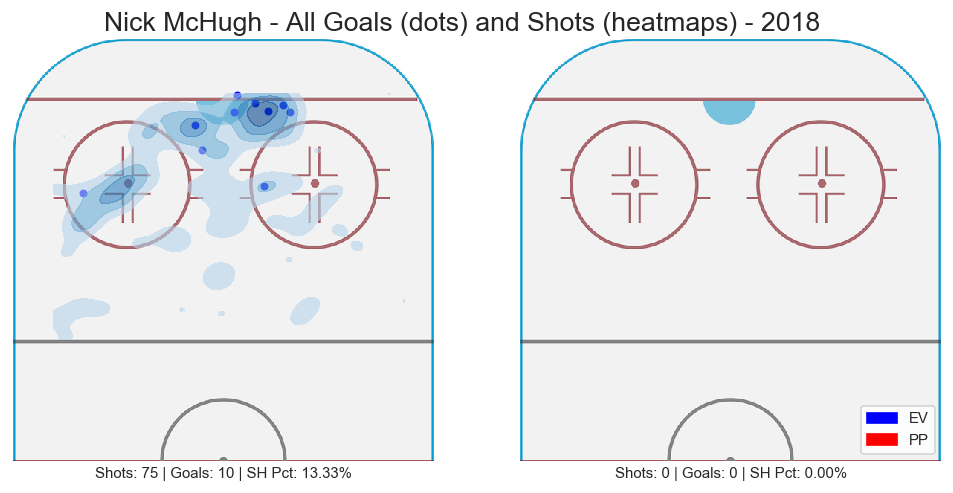 Nick McHugh - All Goals (dots) and Shots (heatmaps) - 2018
EV
PP
Shots: 75 | Goals: 10 | SH Pct: 13.33%
Shots: 0 | Goals: 0 | SH Pct: 0.00%